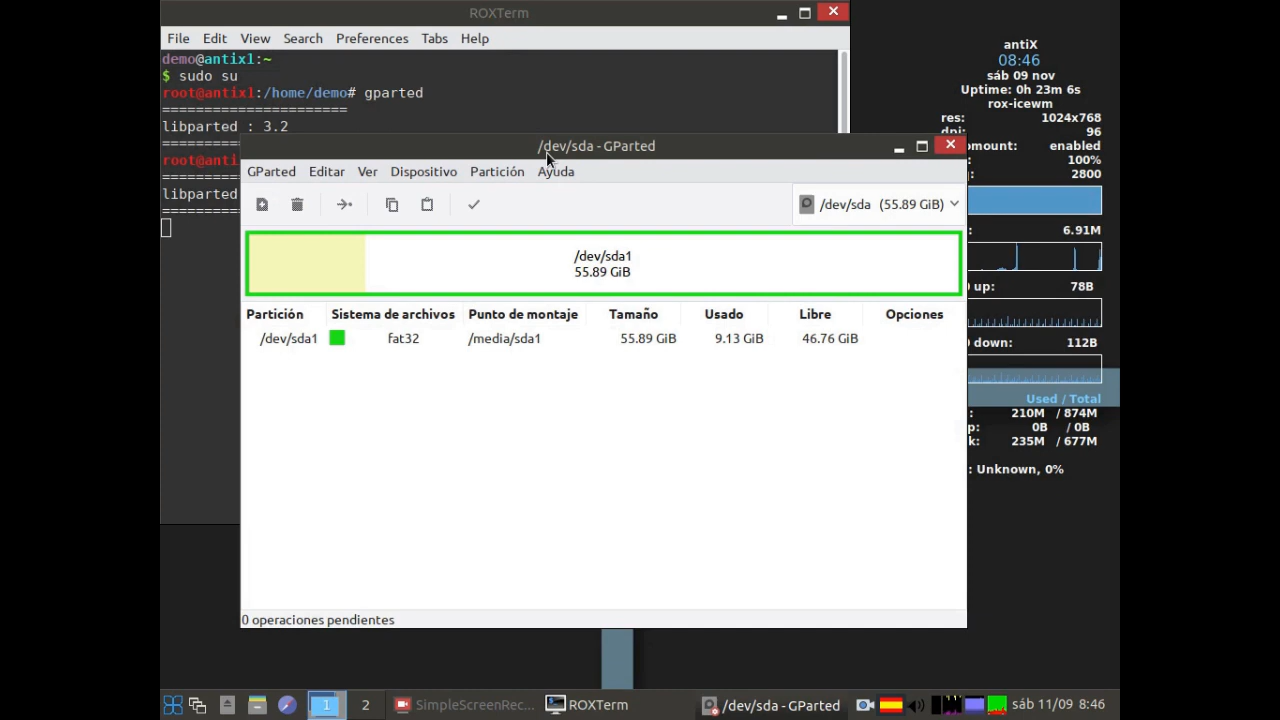 ROXTerm
File Edit View Search Preferences Tabs Help
demo@antix1:~
$ sudo su
root@antix1:/home/demo# gparted
======================
libparted : 3.2
root@anti
libparted
/dev/sda - GParted
GParted Editar Ver Dispositivo Partición Ayuda
/dev/sda (55.89 GiB)
/dev/sda1
55.89 GiB
Partición Sistema de archivos Punto de montaje Tamaño Usado Libre Opciones
/dev/sda1 fat32 /media/sda1 55.89 GiB 9.13 GiB 46.76 GiB
0 operaciones pendientes
antiX
08:46
sáb 09 nov
Uptime: 0h 23m 6s
rox-icewm
res: 1024x768
dpi: 96
amount: enabled
100%
2800
6.91M
up: 78B
down: 112B
Used / Total
210M / 874M
p: 0B / 0B
k: 235M / 677M
: Unknown, 0%
1 2 SimpleScreenRec... ROXTerm /dev/sda - GParted sáb 11/09 8:46